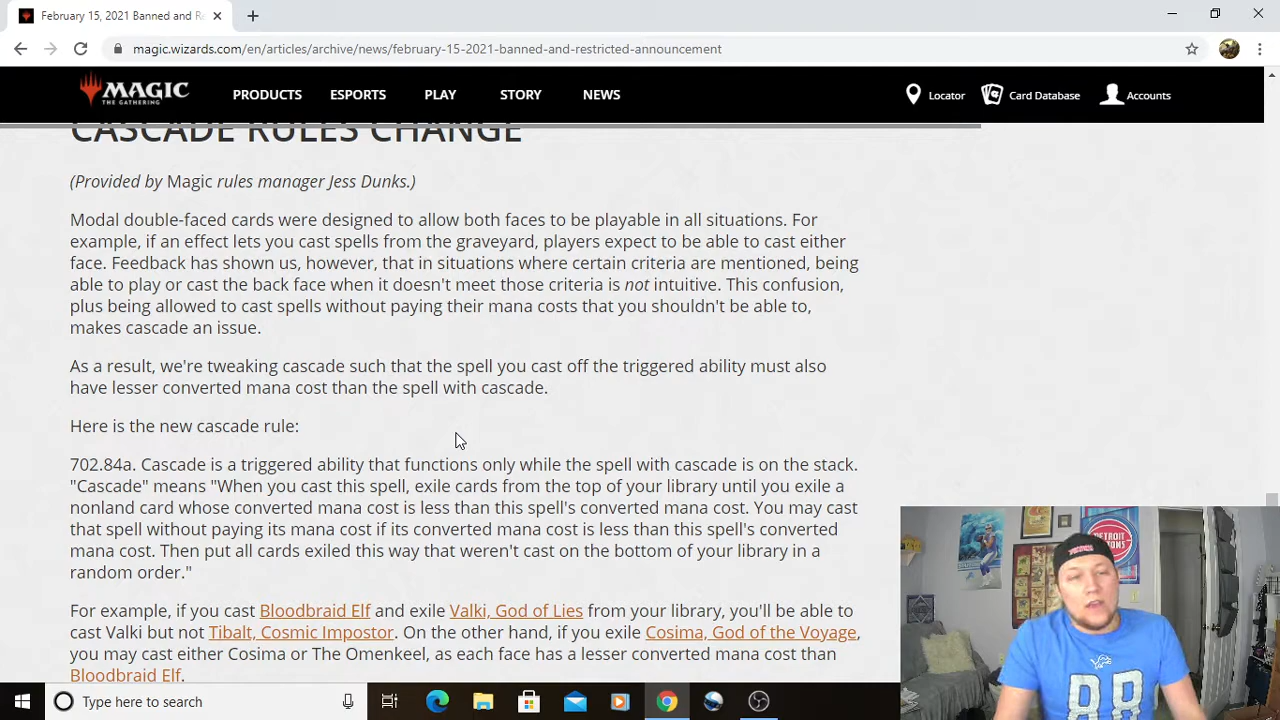 February 15, 2021 Banned and Re
magic.wizards.com/en/articles/archive/news/february-15-2021-banned-and-restricted-announcement
MAGIC
THE GATHERING
PRODUCTS
ESPORTS
PLAY
STORY
NEWS
Locator
Card Database
Accounts
CASCADE RULES CHANGE
(Provided by Magic rules manager Jess Dunks.)
Modal double-faced cards were designed to allow both faces to be playable in all situations. For
example, if an effect lets you cast spells from the graveyard, players expect to be able to cast either
face. Feedback has shown us, however, that in situations where certain criteria are mentioned, being
able to play or cast the back face when it doesn't meet those criteria is not intuitive. This confusion,
plus being allowed to cast spells without paying their mana costs that you shouldn't be able to,
makes cascade an issue.
As a result, we're tweaking cascade such that the spell you cast off the triggered ability must also
have lesser converted mana cost than the spell with cascade.
Here is the new cascade rule:
702.84a. Cascade is a triggered ability that functions only while the spell with cascade is on the stack.
"Cascade" means "When you cast this spell, exile cards from the top of your library until you exile a
nonland card whose converted mana cost is less than this spell's converted mana cost. You may cast
that spell without paying its mana cost if its converted mana cost is less than this spell's converted
mana cost. Then put all cards exiled this way that weren't cast on the bottom of your library in a
random order."
For example, if you cast Bloodbraid Elf and exile Valki, God of Lies from your library, you'll be able to
cast Valki but not Tibalt, Cosmic Impostor. On the other hand, if you exile Cosima, God of the Voyage,
you may cast either Cosima or The Omenkeel, as each face has a lesser converted mana cost than
Bloodbraid Elf.
DETROIT
PISTONS
88
Type here to search